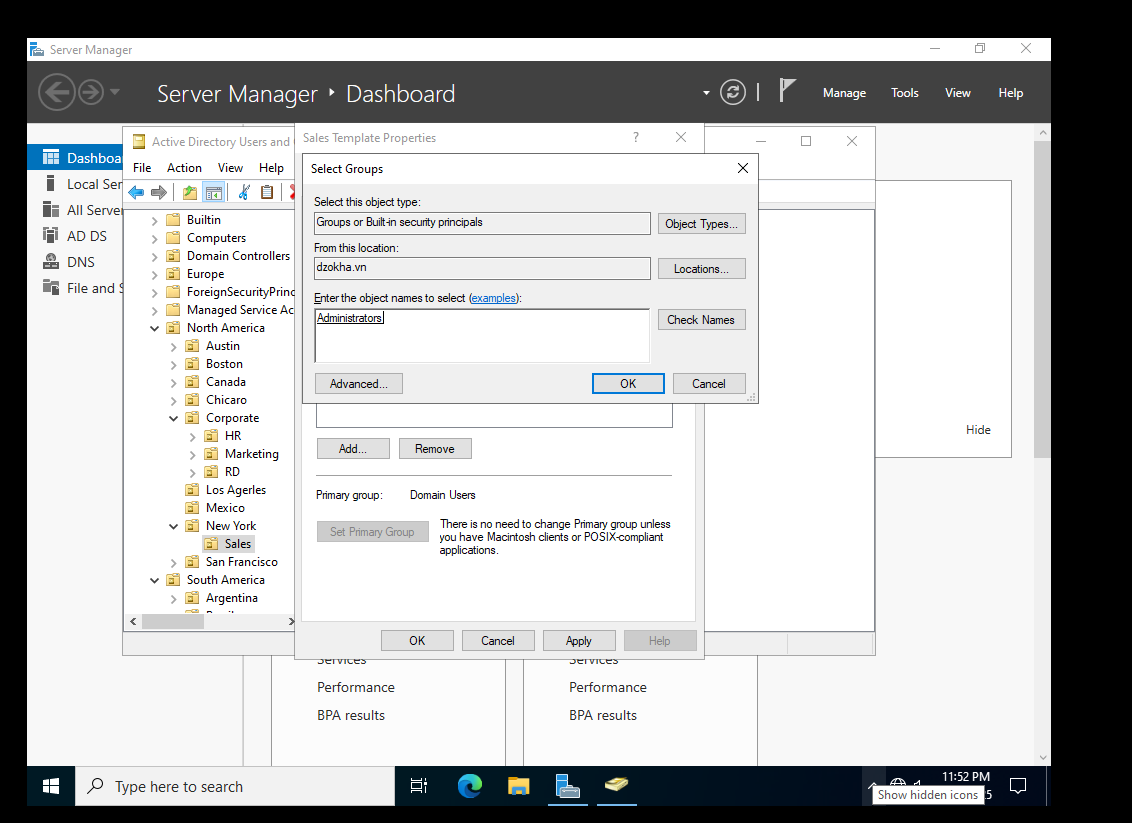 Server Manager
Server Manager • Dashboard
Manage Tools View Help
Active Directory Users and
Sales Template Properties
File Action View Help
Select Groups
Select this object type:
Groups or Built-in security principals
Object Types...
From this location:
dzokha.vn
Locations...
Enter the object names to select (examples):
Administrators
Check Names
Advanced...
OK
Cancel
Dashboa
Local Ser
All Server
AD DS
DNS
File and S
Builtin
Computers
Domain Controllers
Europe
ForeignSecurityPrinc
Managed Service Ac
North America
Austin
Boston
Canada
Chicaro
Corporate
HR
Marketing
RD
Los Agerles
Mexico
New York
Sales
San Francisco
South America
Argentina
Add...
Remove
Primary group: Domain Users
Set Primary Group
There is no need to change Primary group unless
you have Macintosh clients or POSIX-compliant
applications.
OK
Cancel
Apply
Help
Hide
Services
Performance
BPA results
Services
Performance
BPA results
Type here to search
11:52 PM
Show hidden icons